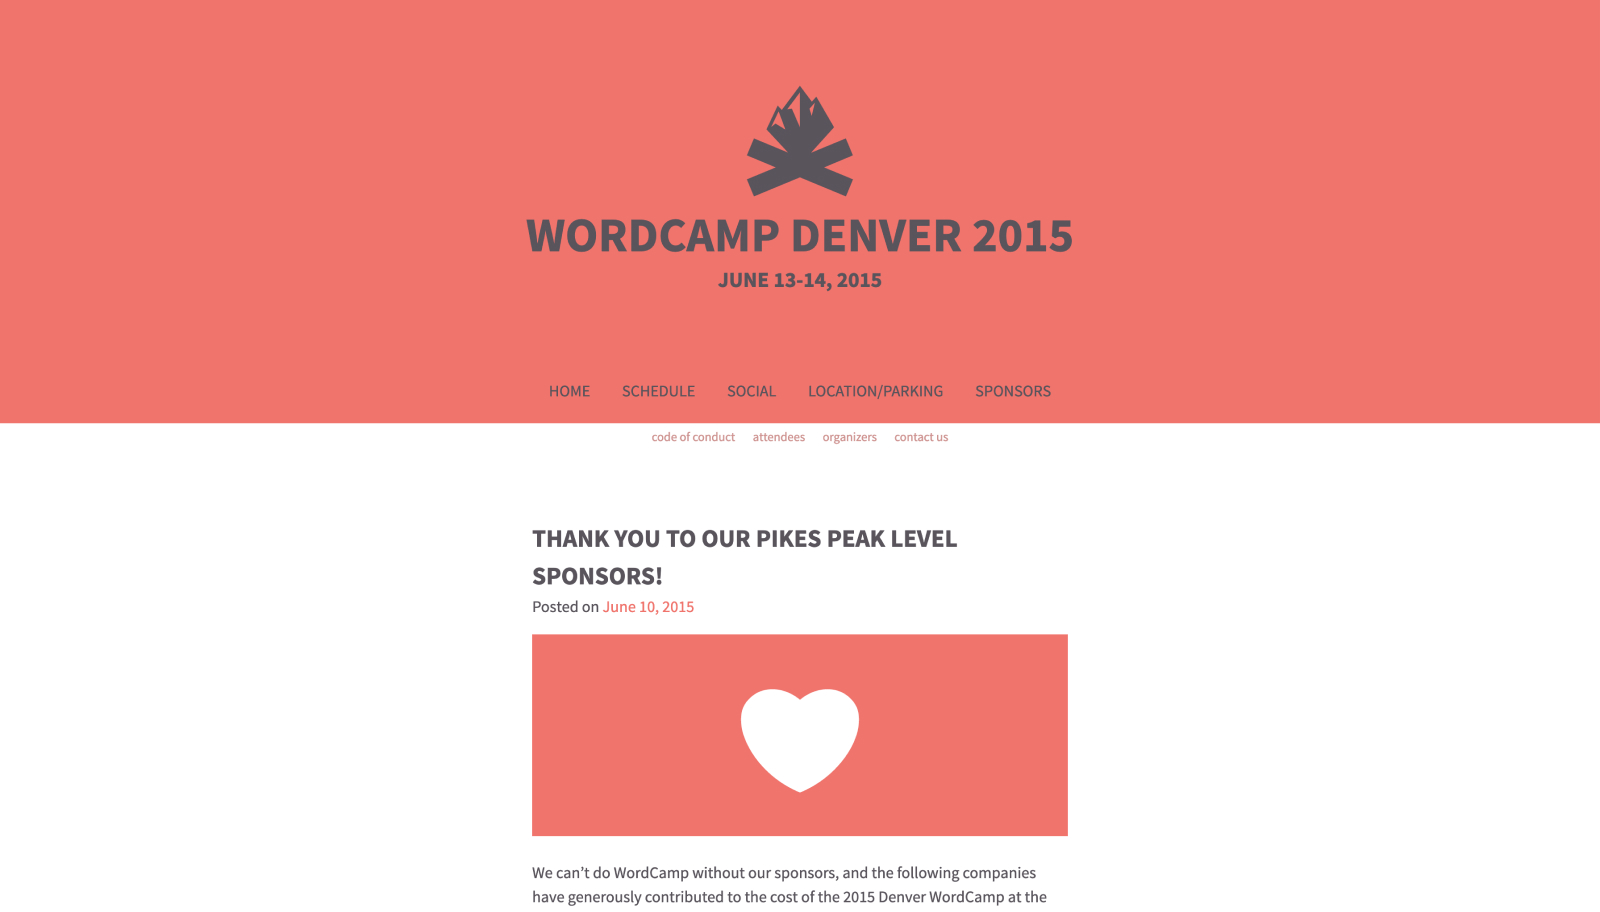 WORDCAMP DENVER 2015
JUNE 13-14, 2015
HOME SCHEDULE SOCIAL LOCATION/PARKING SPONSORS
code of conduct attendees organizers contact us
THANK YOU TO OUR PIKES PEAK LEVEL
SPONSORS!
Posted on June 10, 2015
We can’t do WordCamp without our sponsors, and the following companies
have generously contributed to the cost of the 2015 Denver WordCamp at the